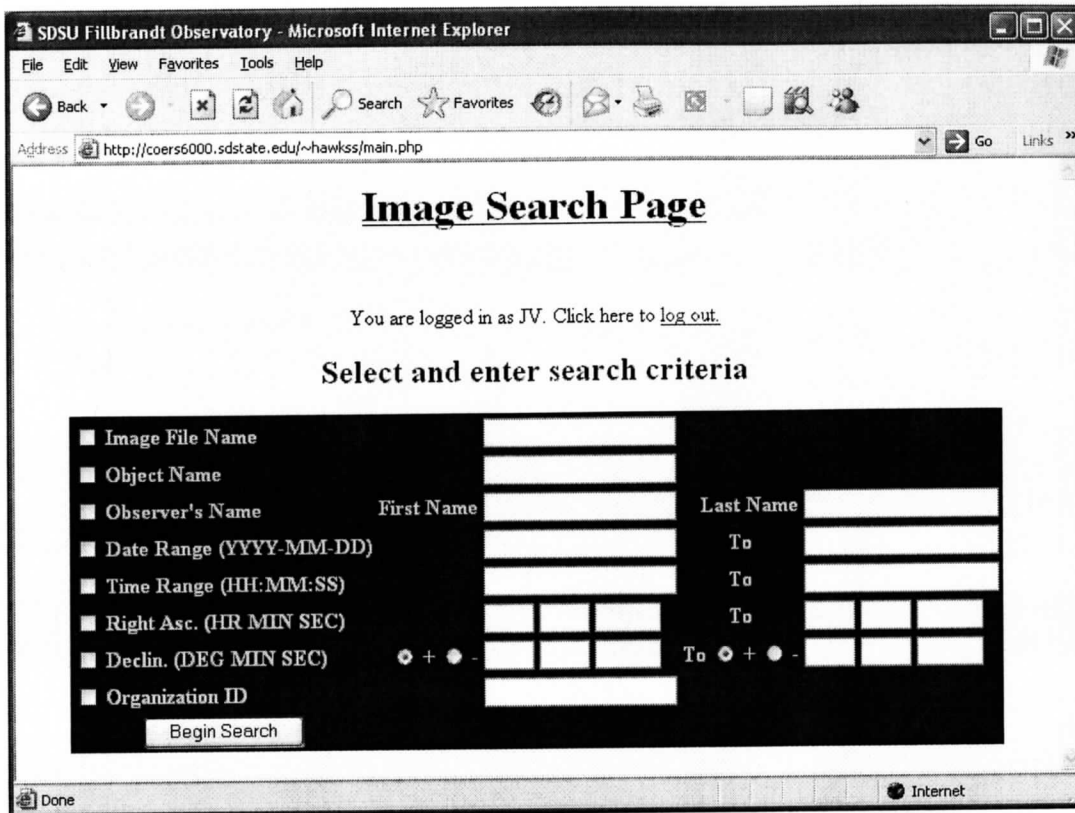 SDSU Fillbrandt Observatory - Microsoft Internet Explorer
File Edit View Favorites Tools Help
Back Search Favorites
Address http://coers6000.sdstate.edu/~hawkss/main.php Go Links »
Image Search Page
You are logged in as JV. Click here to log out.
Select and enter search criteria
Image File Name
Object Name
Observer's Name First Name Last Name
Date Range (YYYY-MM-DD) To
Time Range (HH:MM:SS) To
Right Asc. (HR MIN SEC) To
Declin. (DEG MIN SEC) + - To + -
Organization ID
Begin Search
Done Internet